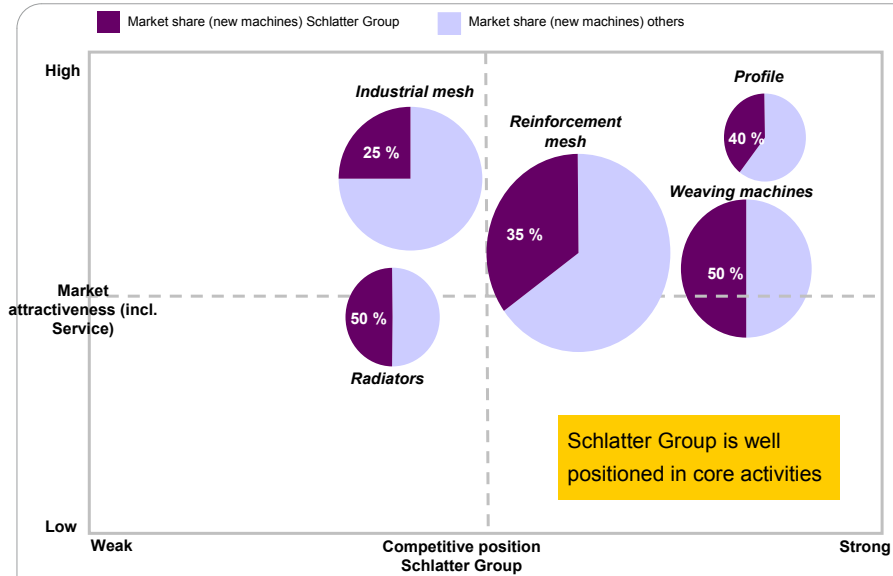 Market share (new machines) Schlatter Group
Market share (new machines) others
High
Industrial mesh
25 %
Reinforcement
mesh
35 %
Profile
40 %
Weaving machines
50 %
Market
attractiveness (incl.
Service)
50 %
Radiators
Schlatter Group is well
positioned in core activities
Low
Weak
Competitive position
Schlatter Group
Strong